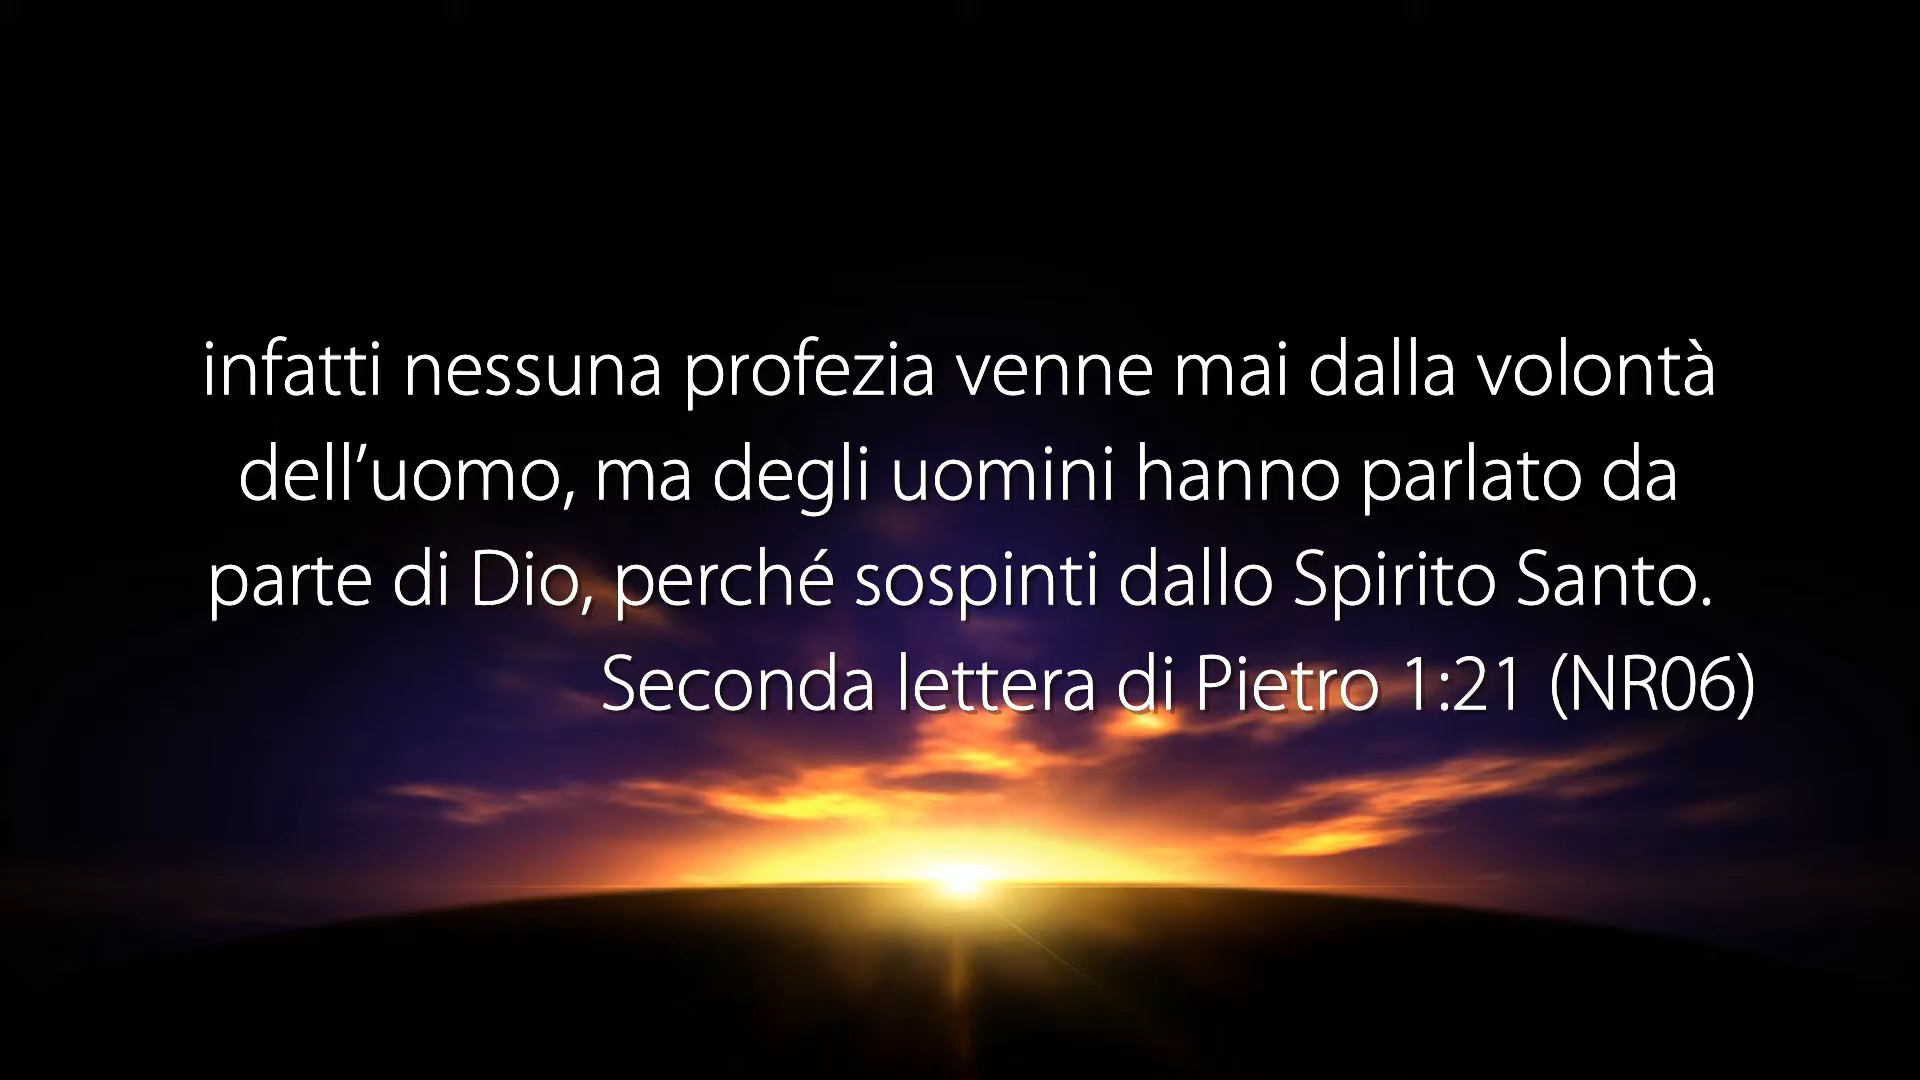 infatti nessuna profezia venne mai dalla volontà
dell’uomo, ma degli uomini hanno parlato da
parte di Dio, perché sospinti dallo Spirito Santo.
Seconda lettera di Pietro 1:21 (NR06)